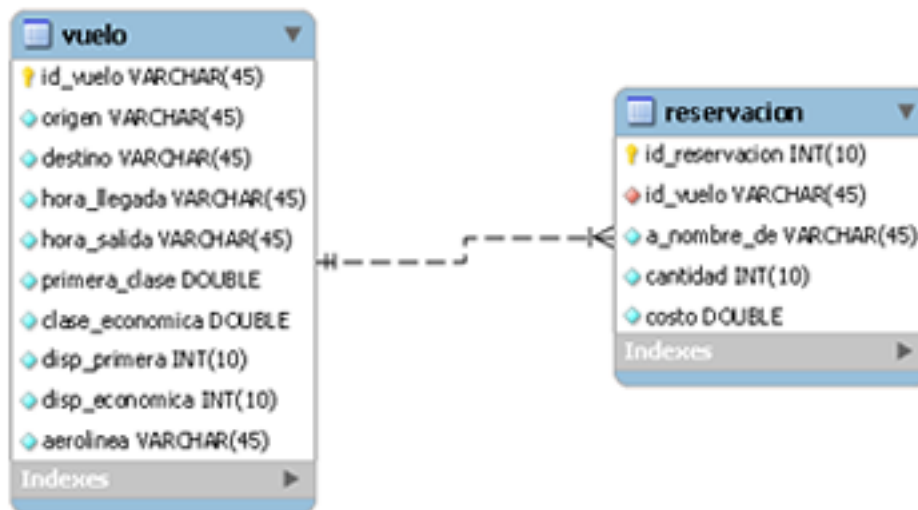 vuelo
id_vuelo VARCHAR(45)
origen VARCHAR(45)
destino VARCHAR(45)
hora_llegada VARCHAR(45)
hora_salida VARCHAR(45)
primera_clase DOUBLE
clase_economica DOUBLE
disp_primera INT(10)
disp_economica INT(10)
aerolinea VARCHAR(45)
Indexes
reservacion
id_reservacion INT(10)
id_vuelo VARCHAR(45)
a_nombre_de VARCHAR(45)
cantidad INT(10)
costo DOUBLE
Indexes